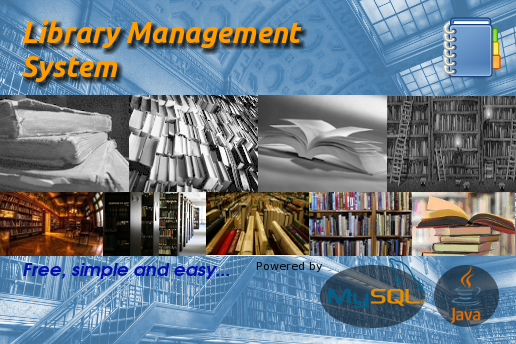 Library Management
System
Free, simple and easy...
Powered by
MySQL
Java